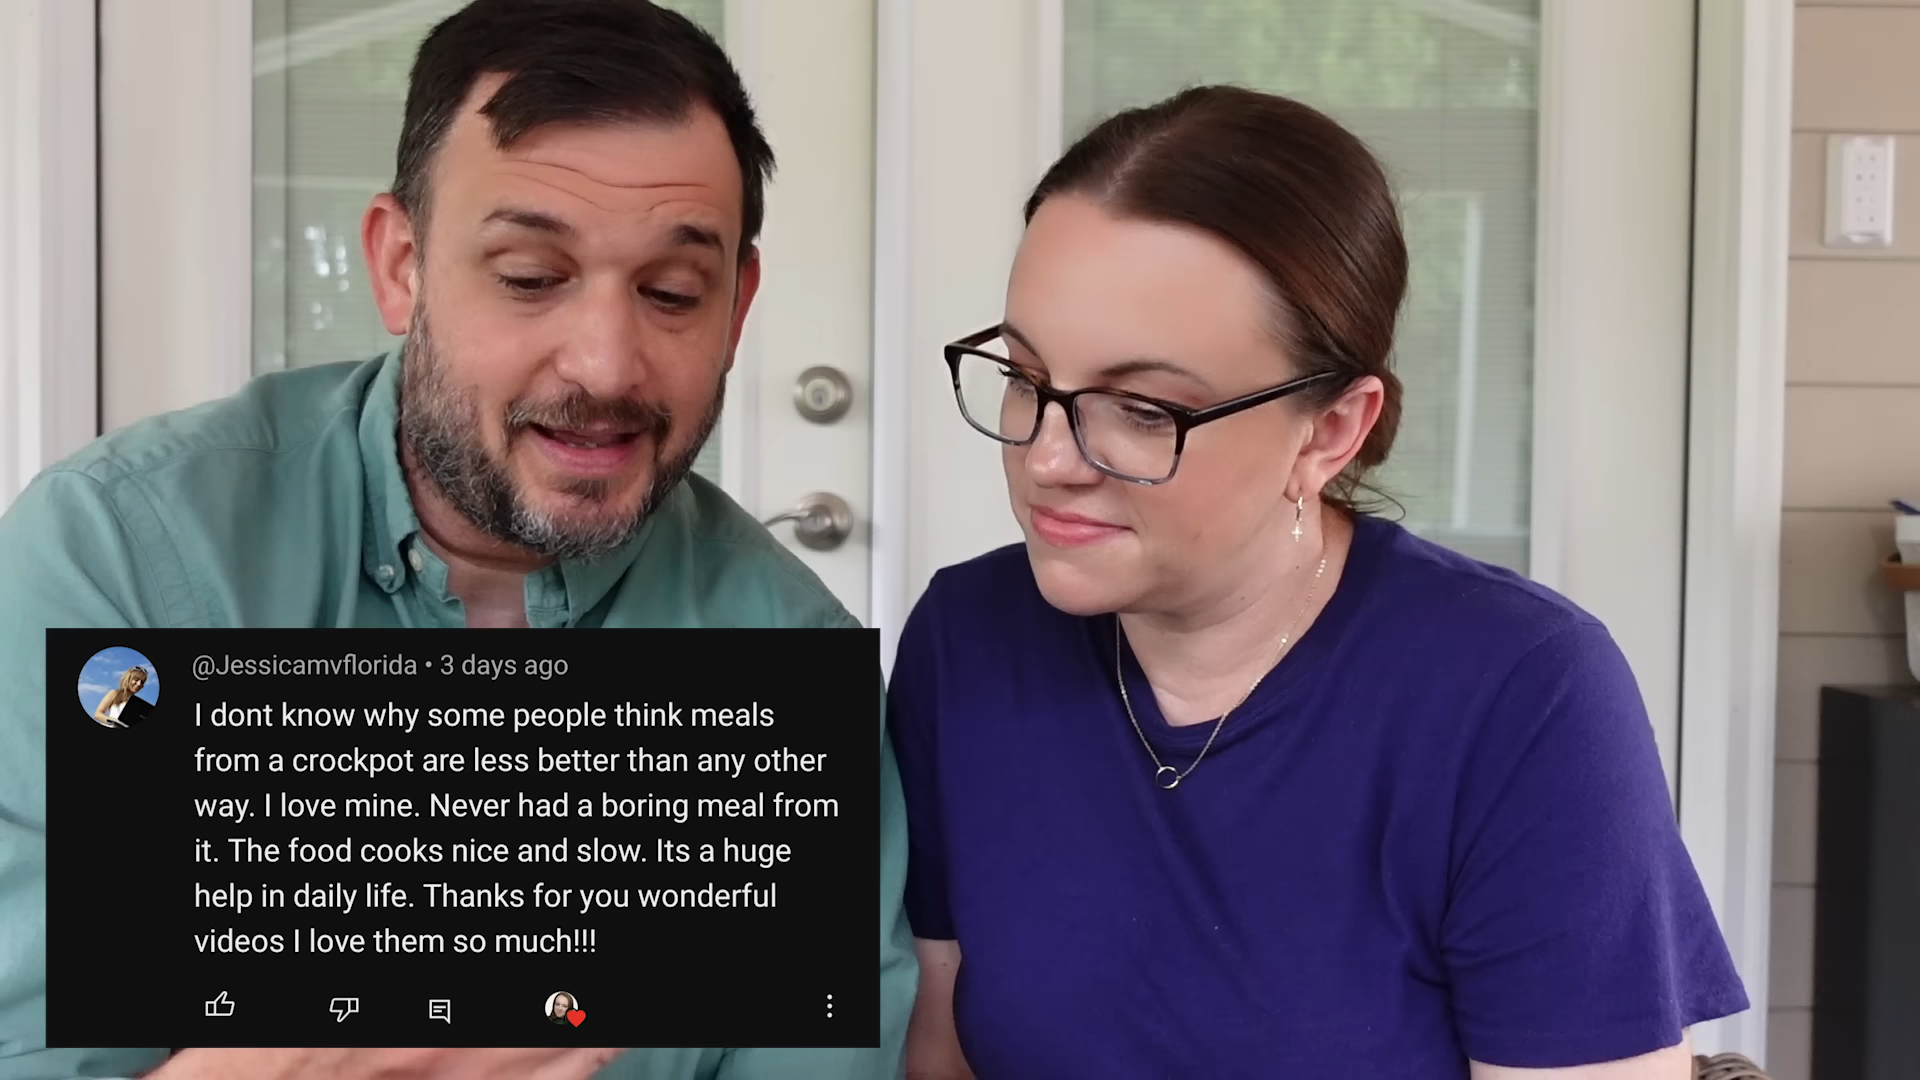 @Jessicamvflorida • 3 days ago
I dont know why some people think meals
from a crockpot are less better than any other
way. I love mine. Never had a boring meal from
it. The food cooks nice and slow. Its a huge
help in daily life. Thanks for you wonderful
videos I love them so much!!!